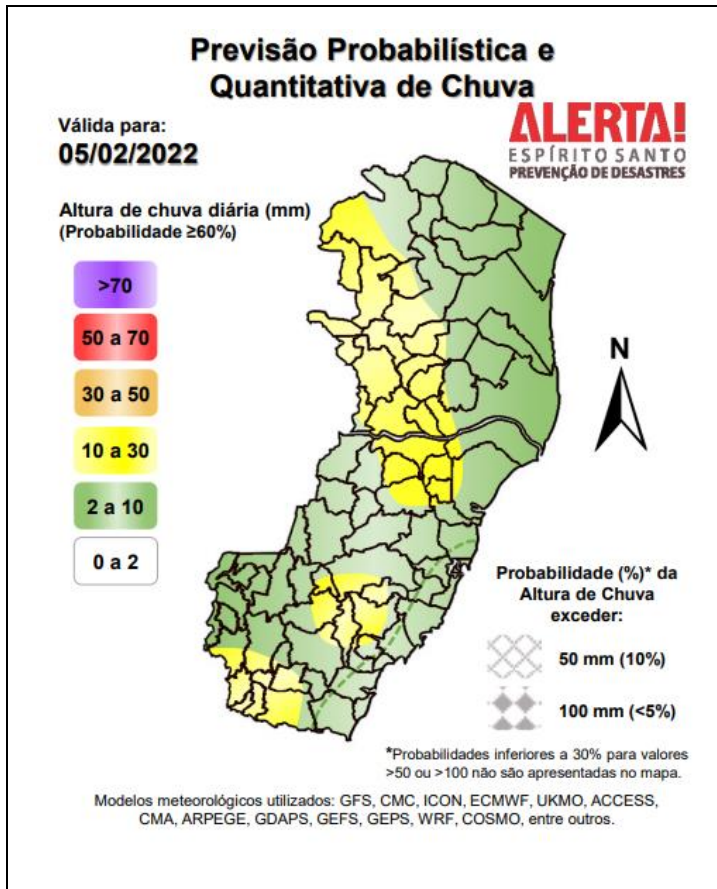 Previsão Probabilística e
Quantitativa de Chuva
Válida para:
05/02/2022
ALERTA!
ESPÍRITO SANTO
PREVENÇÃO DE DESASTRES
Altura de chuva diária (mm)
(Probabilidade ≥60%)
>70
50 a 70
30 a 50
10 a 30
2 a 10
0 a 2
N
Probabilidade (%)* da
Altura de Chuva
exceder:
50 mm (10%)
100 mm (<5%)
*Probabilidades inferiores a 30% para valores
>50 ou >100 não são apresentadas no mapa.
Modelos meteorológicos utilizados: GFS, CMC, ICON, ECMWF, UKMO, ACCESS,
CMA, ARPEGE, GDAPS, GEFS, GEPS, WRF, COSMO, entre outros.